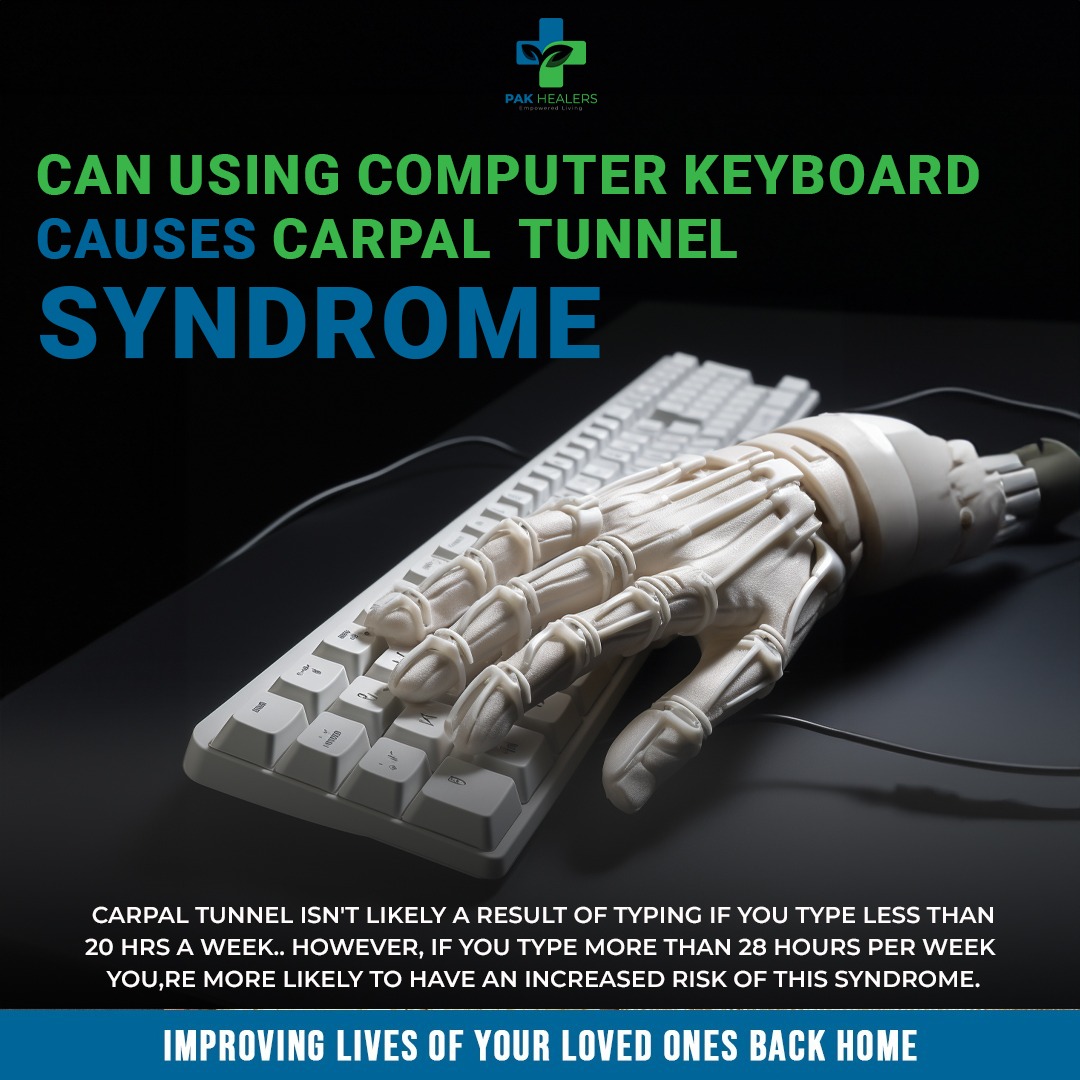 PAK HEALERS
Empowered Living
CAN USING COMPUTER KEYBOARD
CAUSES CARPAL TUNNEL
SYNDROME
CARPAL TUNNEL ISN'T LIKELY A RESULT OF TYPING IF YOU TYPE LESS THAN
20 HRS A WEEK.. HOWEVER, IF YOU TYPE MORE THAN 28 HOURS PER WEEK
YOU,RE MORE LIKELY TO HAVE AN INCREASED RISK OF THIS SYNDROME.
IMPROVING LIVES OF YOUR LOVED ONES BACK HOME